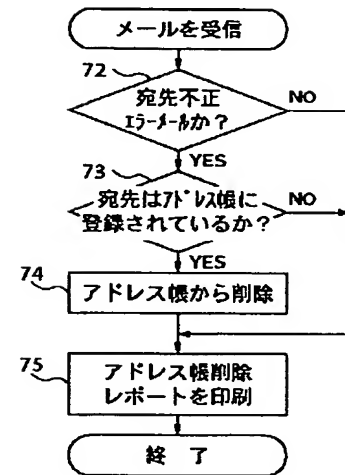 メールを受信
72
宛先不正
エラーメールか？
NO
YES
73
宛先はアドレス帳に
登録されているか？
NO
YES
74
アドレス帳から削除
75
アドレス帳削除
レポートを印刷
終 了